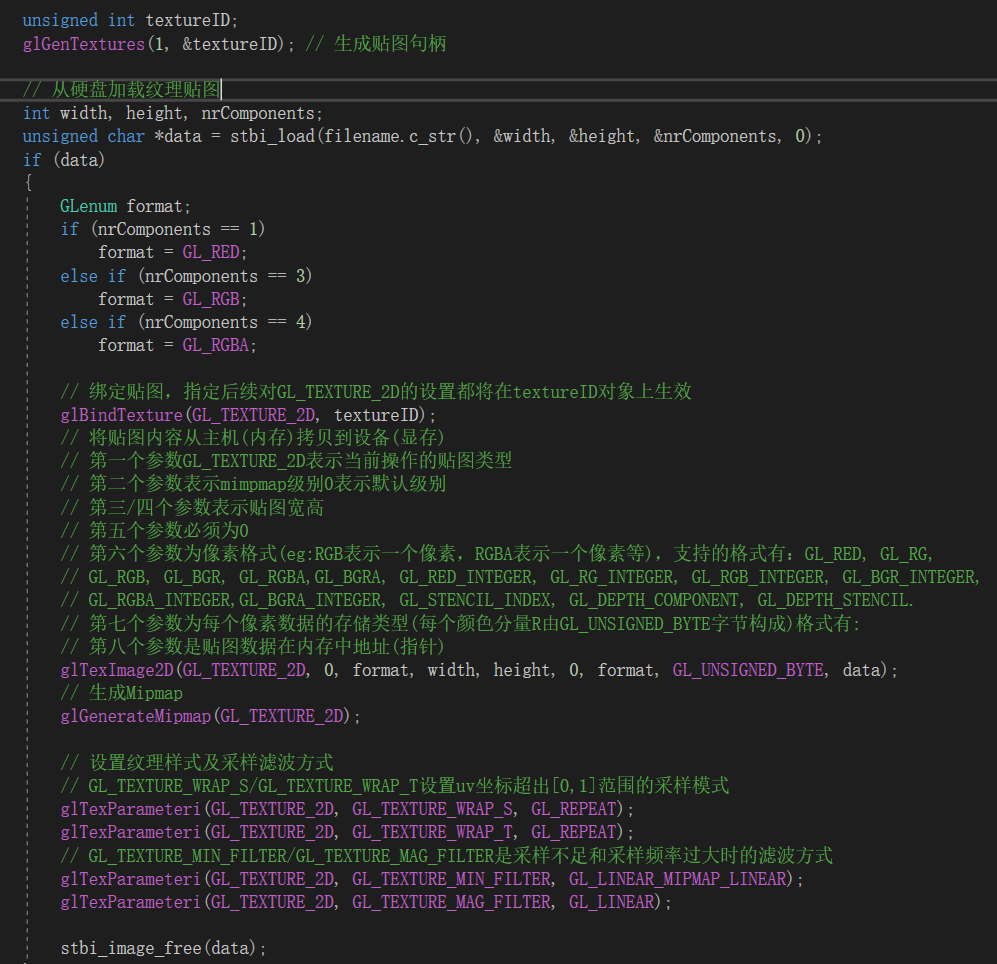 unsigned int textureID;
glGenTextures(1, &textureID); // 生成贴图句柄
// 从硬盘加载纹理贴图
int width, height, nrComponents;
unsigned char *data = stbi_load(filename.c_str(), &width, &height, &nrComponents, 0);
if (data)
{
GLenum format;
if (nrComponents == 1)
format = GL_RED;
else if (nrComponents == 3)
format = GL_RGB;
else if (nrComponents == 4)
format = GL_RGBA;
// 绑定贴图，指定后续对GL_TEXTURE_2D的设置都将在textureID对象上生效
glBindTexture(GL_TEXTURE_2D, textureID);
// 将贴图内容从主机(内存)拷贝到设备(显存)
// 第一个参数GL_TEXTURE_2D表示当前操作的贴图类型
// 第二个参数表示mimpmap级别0表示默认级别
// 第三/四个参数表示贴图宽高
// 第五个参数必须为0
// 第六个参数为像素格式(eg:RGB表示一个像素，RGBA表示一个像素等)，支持的格式有：GL_RED, GL_RG,
// GL_RGB, GL_BGR, GL_RGBA,GL_BGRA, GL_RED_INTEGER, GL_RG_INTEGER, GL_RGB_INTEGER, GL_BGR_INTEGER,
// GL_RGBA_INTEGER,GL_BGRA_INTEGER, GL_STENCIL_INDEX, GL_DEPTH_COMPONENT, GL_DEPTH_STENCIL.
// 第七个参数为每个像素数据的存储类型(每个颜色分量R由GL_UNSIGNED_BYTE字节构成)格式有:
// 第八个参数是贴图数据在内存中地址(指针)
glTexImage2D(GL_TEXTURE_2D, 0, format, width, height, 0, format, GL_UNSIGNED_BYTE, data);
// 生成Mipmap
glGenerateMipmap(GL_TEXTURE_2D);
// 设置纹理样式及采样滤波方式
// GL_TEXTURE_WRAP_S/GL_TEXTURE_WRAP_T设置uv坐标超出[0,1]范围的采样模式
glTexParameteri(GL_TEXTURE_2D, GL_TEXTURE_WRAP_S, GL_REPEAT);
glTexParameteri(GL_TEXTURE_2D, GL_TEXTURE_WRAP_T, GL_REPEAT);
// GL_TEXTURE_MIN_FILTER/GL_TEXTURE_MAG_FILTER是采样不足和采样频率过大时的滤波方式
glTexParameteri(GL_TEXTURE_2D, GL_TEXTURE_MIN_FILTER, GL_LINEAR_MIPMAP_LINEAR);
glTexParameteri(GL_TEXTURE_2D, GL_TEXTURE_MAG_FILTER, GL_LINEAR);
stbi_image_free(data);